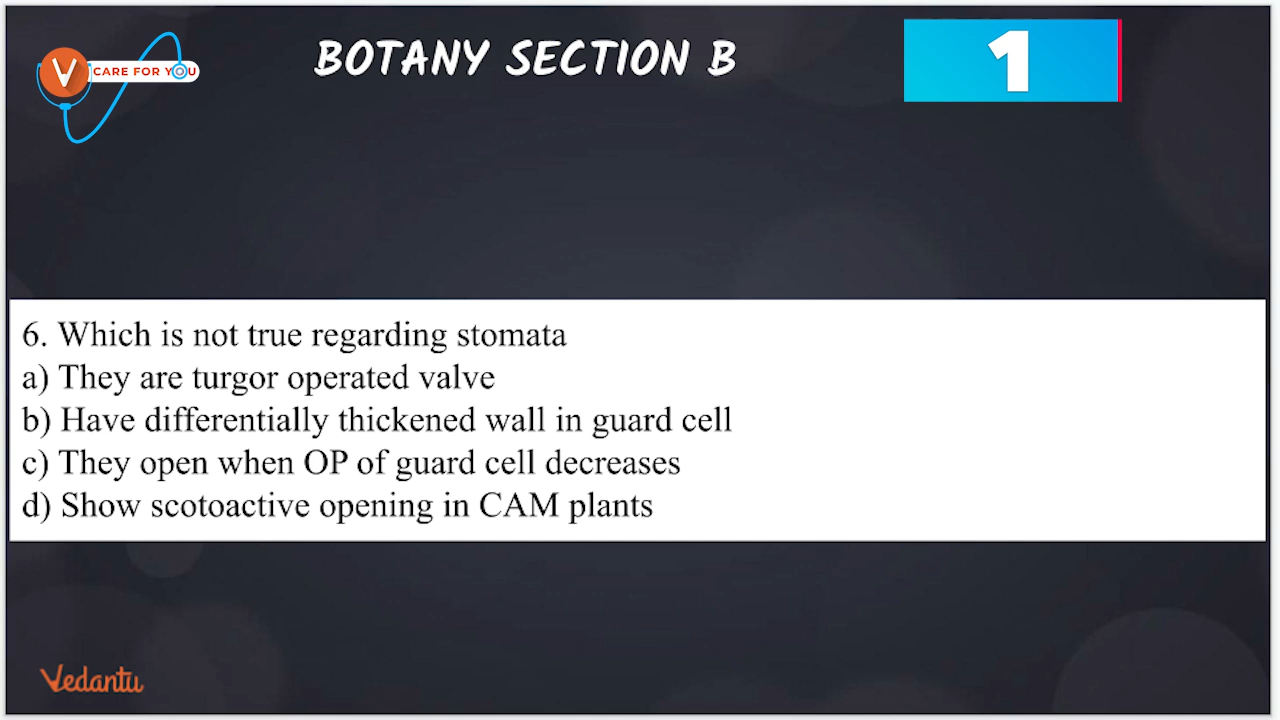 V CARE FOR YOU
BOTANY SECTION B
1
6. Which is not true regarding stomata
a) They are turgor operated valve
b) Have differentially thickened wall in guard cell
c) They open when OP of guard cell decreases
d) Show scotoactive opening in CAM plants
Vedantu